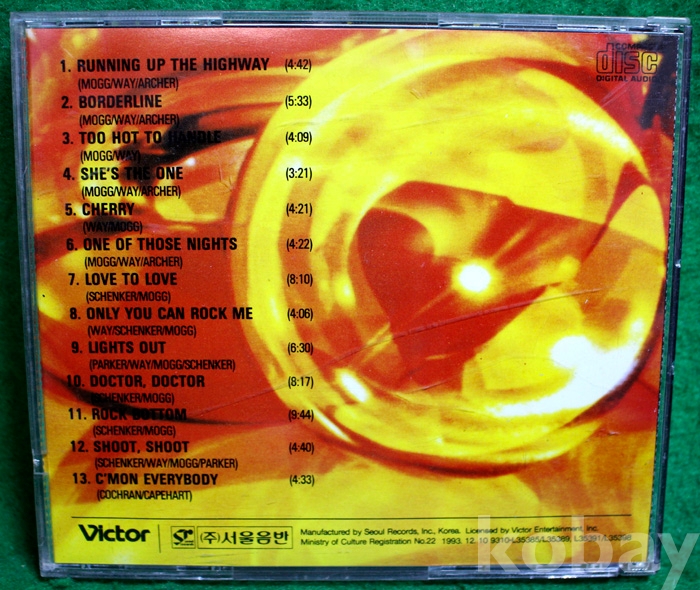 COMPACT
disc
DIGITAL AUDIO
1. RUNNING UP THE HIGHWAY (4:42)
(MOGG/WAY/ARCHER)
2. BORDERLINE (5:33)
(MOGG/WAY/ARCHER)
3. TOO HOT TO HANDLE (4:09)
(MOGG/WAY)
4. SHE'S THE ONE (3:21)
(MOGG/WAY/ARCHER)
5. CHERRY (4:21)
(WAY/MOGG)
6. ONE OF THOSE NIGHTS (4:22)
(MOGG/WAY/ARCHER)
7. LOVE TO LOVE (8:10)
(SCHENKER/MOGG)
8. ONLY YOU CAN ROCK ME (4:06)
(WAY/SCHENKER/MOGG)
9. LIGHTS OUT (6:30)
(PARKER/WAY/MOGG/SCHENKER)
10. DOCTOR, DOCTOR (8:17)
(SCHENKER/MOGG)
11. ROCK BOTTOM (9:44)
(SCHENKER/MOGG)
12. SHOOT, SHOOT (4:40)
(SCHENKER/WAY/MOGG/PARKER)
13. C'MON EVERYBODY (4:33)
(COCHRAN/CAPEHART)
Victor (주)서울음반
Manufactured by Seoul Records, Inc., Korea. Licensed by Victor Entertainment, Inc.
Ministry of Culture Registration No.22 1993. 12. 10
kobay